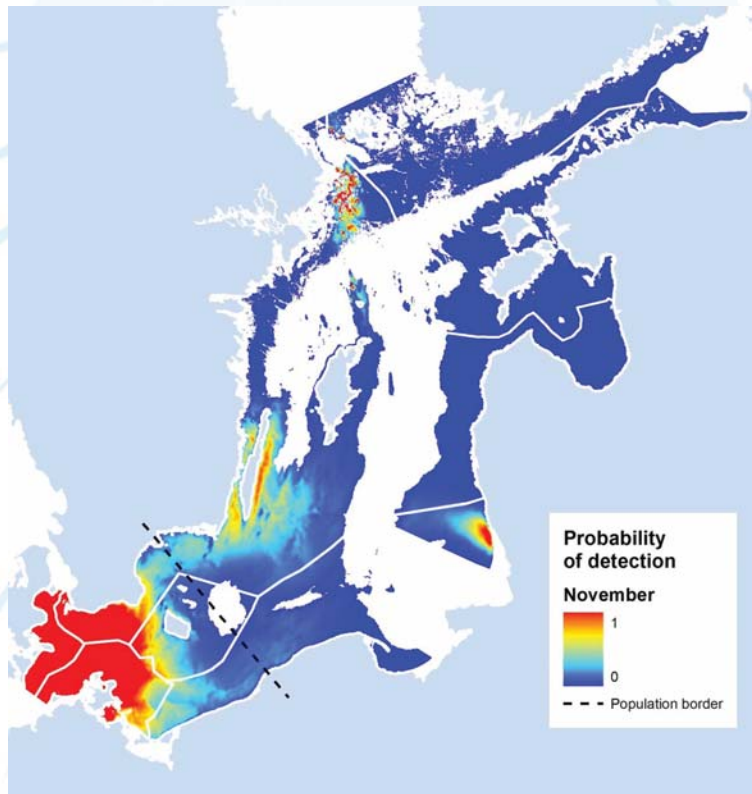 Probability
of detection
November
1
0
Population border